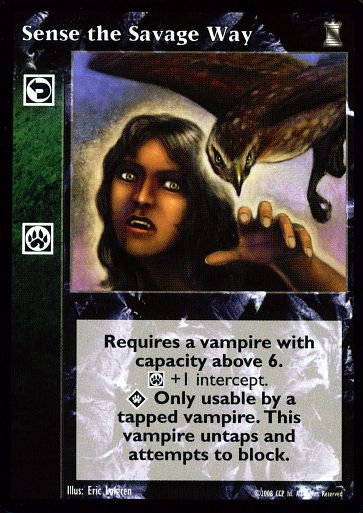 Sense the Savage Way
Requires a vampire with
capacity above 6.
+1 intercept.
Only usable by a
tapped vampire. This
vampire untaps and
attempts to block.
Illus: Eric Lofgren
©2008 CCP hf. All Rights Reserved